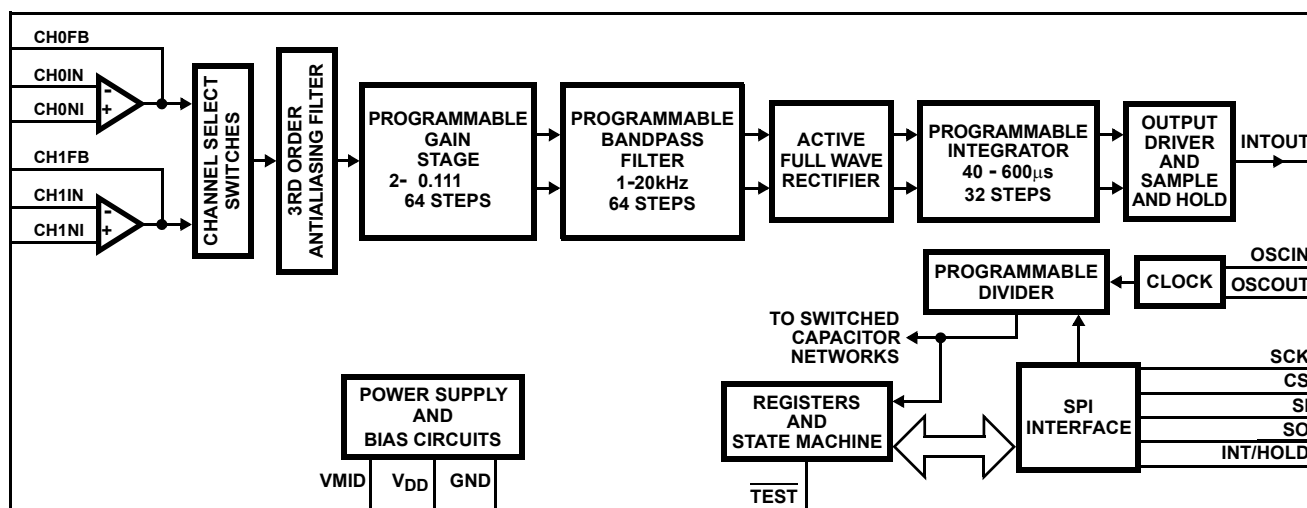 CH0FB
CH0IN
CH0NI
-
+
CH1FB
CH1IN
CH1NI
-
+
CHANNEL SELECT
SWITCHES
3RD ORDER
ANTIALIASING FILTER
PROGRAMMABLE
GAIN
STAGE
2- 0.111
64 STEPS
PROGRAMMABLE
BANDPASS
FILTER
1-20kHz
64 STEPS
ACTIVE
FULL WAVE
RECTIFIER
PROGRAMMABLE
INTEGRATOR
40 - 600μs
32 STEPS
OUTPUT
DRIVER
AND
SAMPLE
AND HOLD
INTOUT
PROGRAMMABLE
DIVIDER
CLOCK
OSCIN
OSCOUT
TO SWITCHED
CAPACITOR
NETWORKS
POWER SUPPLY
AND
BIAS CIRCUITS
VMID
VDD
GND
REGISTERS
AND
STATE MACHINE
TEST
SPI
INTERFACE
SCK
CS
SI
SO
INT/HOLD